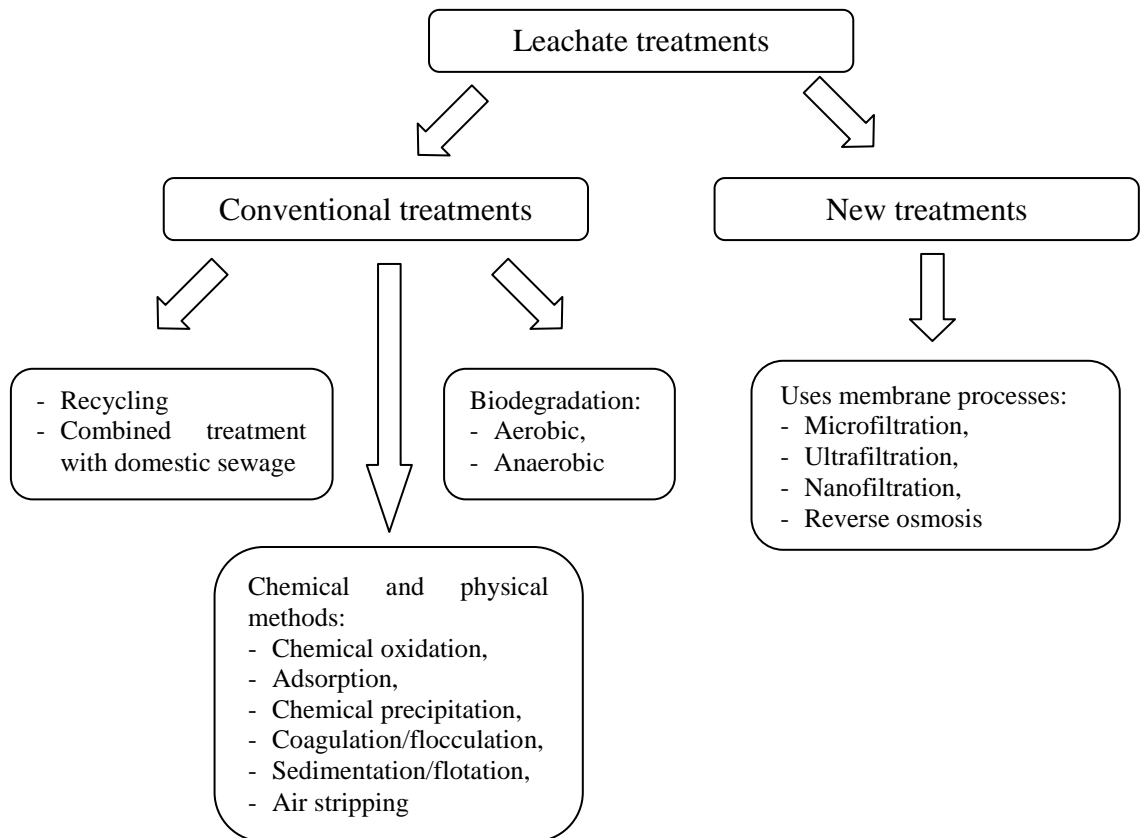 Leachate treatments
Conventional treatments
New treatments
- Recycling
- Combined treatment
with domestic sewage
Biodegradation:
- Aerobic,
- Anaerobic
Uses membrane processes:
- Microfiltration,
- Ultrafiltration,
- Nanofiltration,
- Reverse osmosis
Chemical and physical
methods:
- Chemical oxidation,
- Adsorption,
- Chemical precipitation,
- Coagulation/flocculation,
- Sedimentation/flotation,
- Air stripping